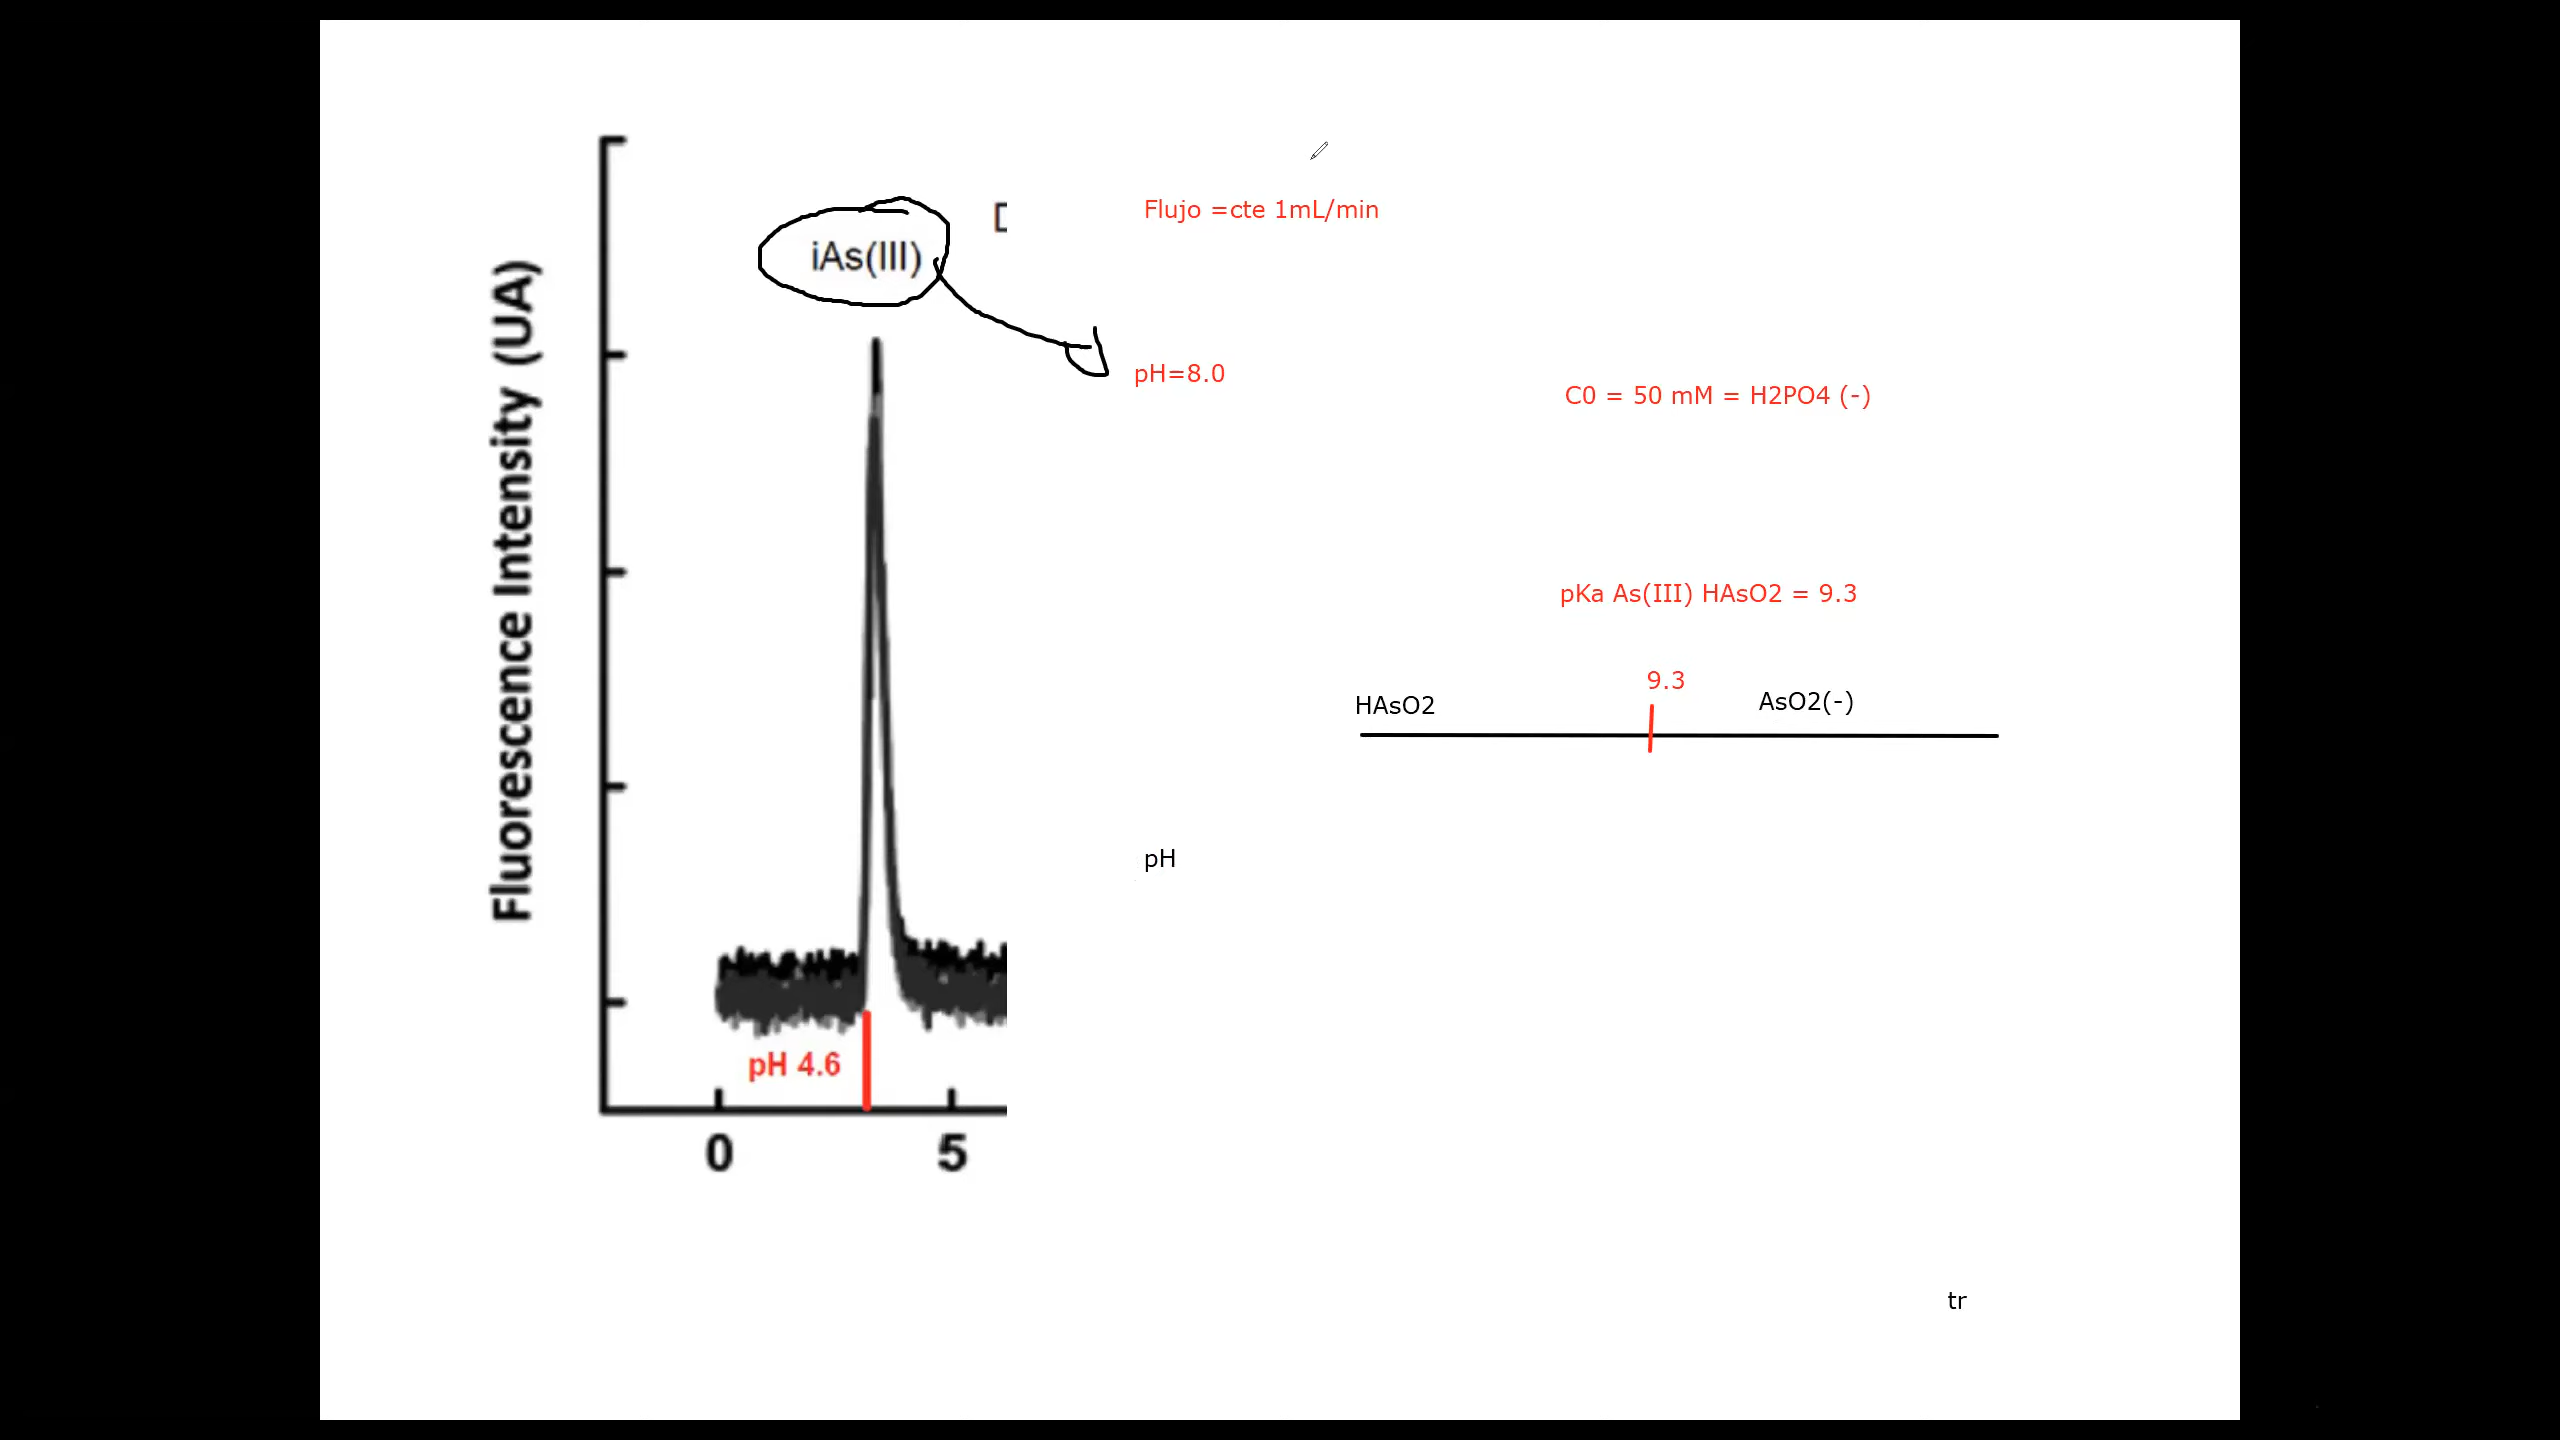 Fluorescence Intensity (UA)
iAs(III)
Flujo =cte 1mL/min
pH=8.0
C0 = 50 mM = H2PO4 (-)
pKa As(III) HAsO2 = 9.3
9.3
HAsO2
AsO2(-)
pH
pH 4.6
0 5
tr